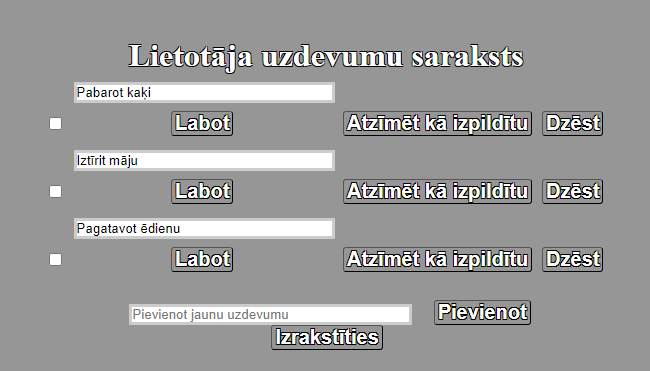 Lietotāja uzdevumu saraksts
Pabarot kaķi
Labot Atzīmēt kā izpildītu Dzēst
Iztīrit māju
Labot Atzīmēt kā izpildītu Dzēst
Pagatavot ēdienu
Labot Atzīmēt kā izpildītu Dzēst
Pievienot jaunu uzdevumu Pievienot
Izrakstīties